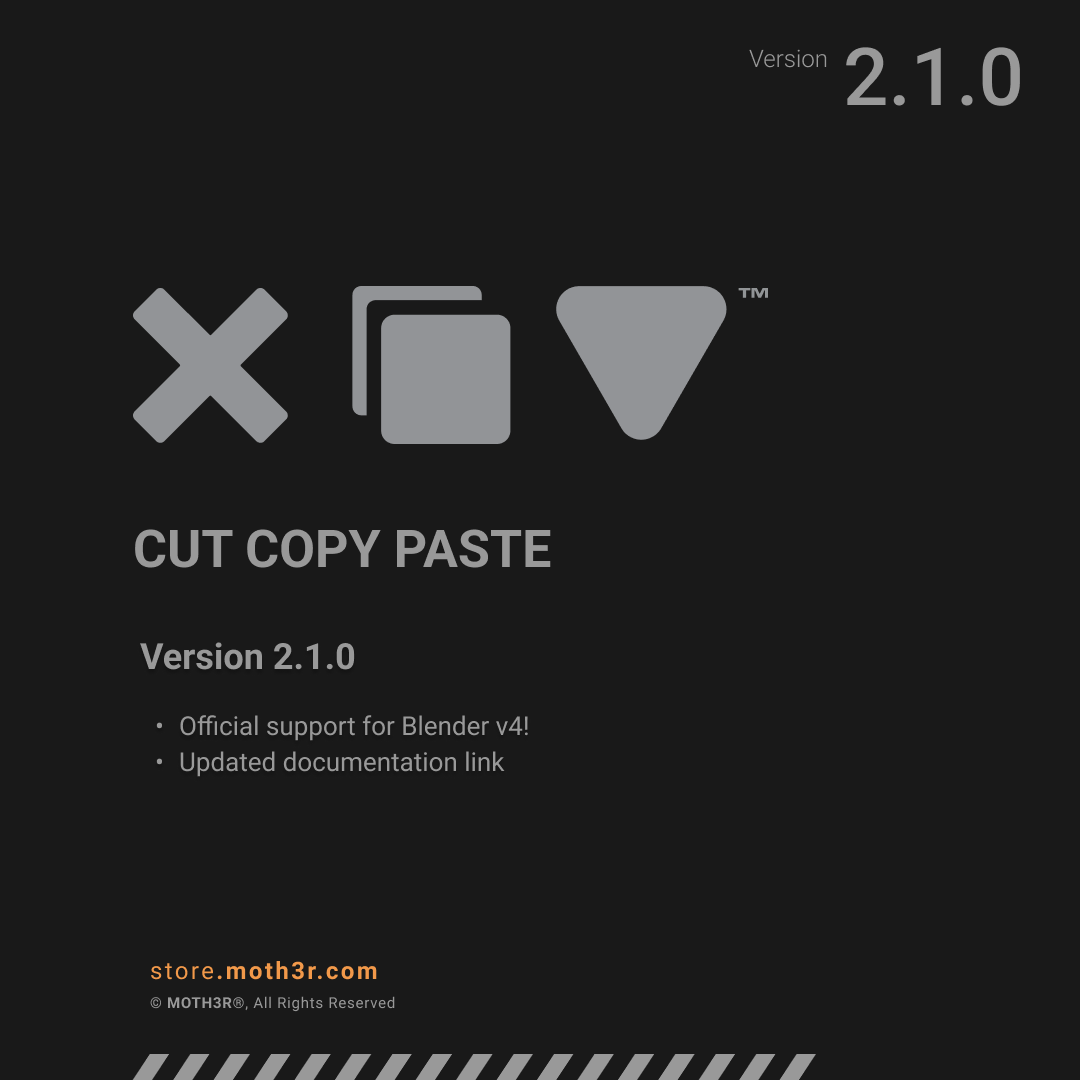 Version 2.1.0
™
CUT COPY PASTE
Version 2.1.0
• Official support for Blender v4!
• Updated documentation link
store.moth3r.com
© MOTH3R®, All Rights Reserved